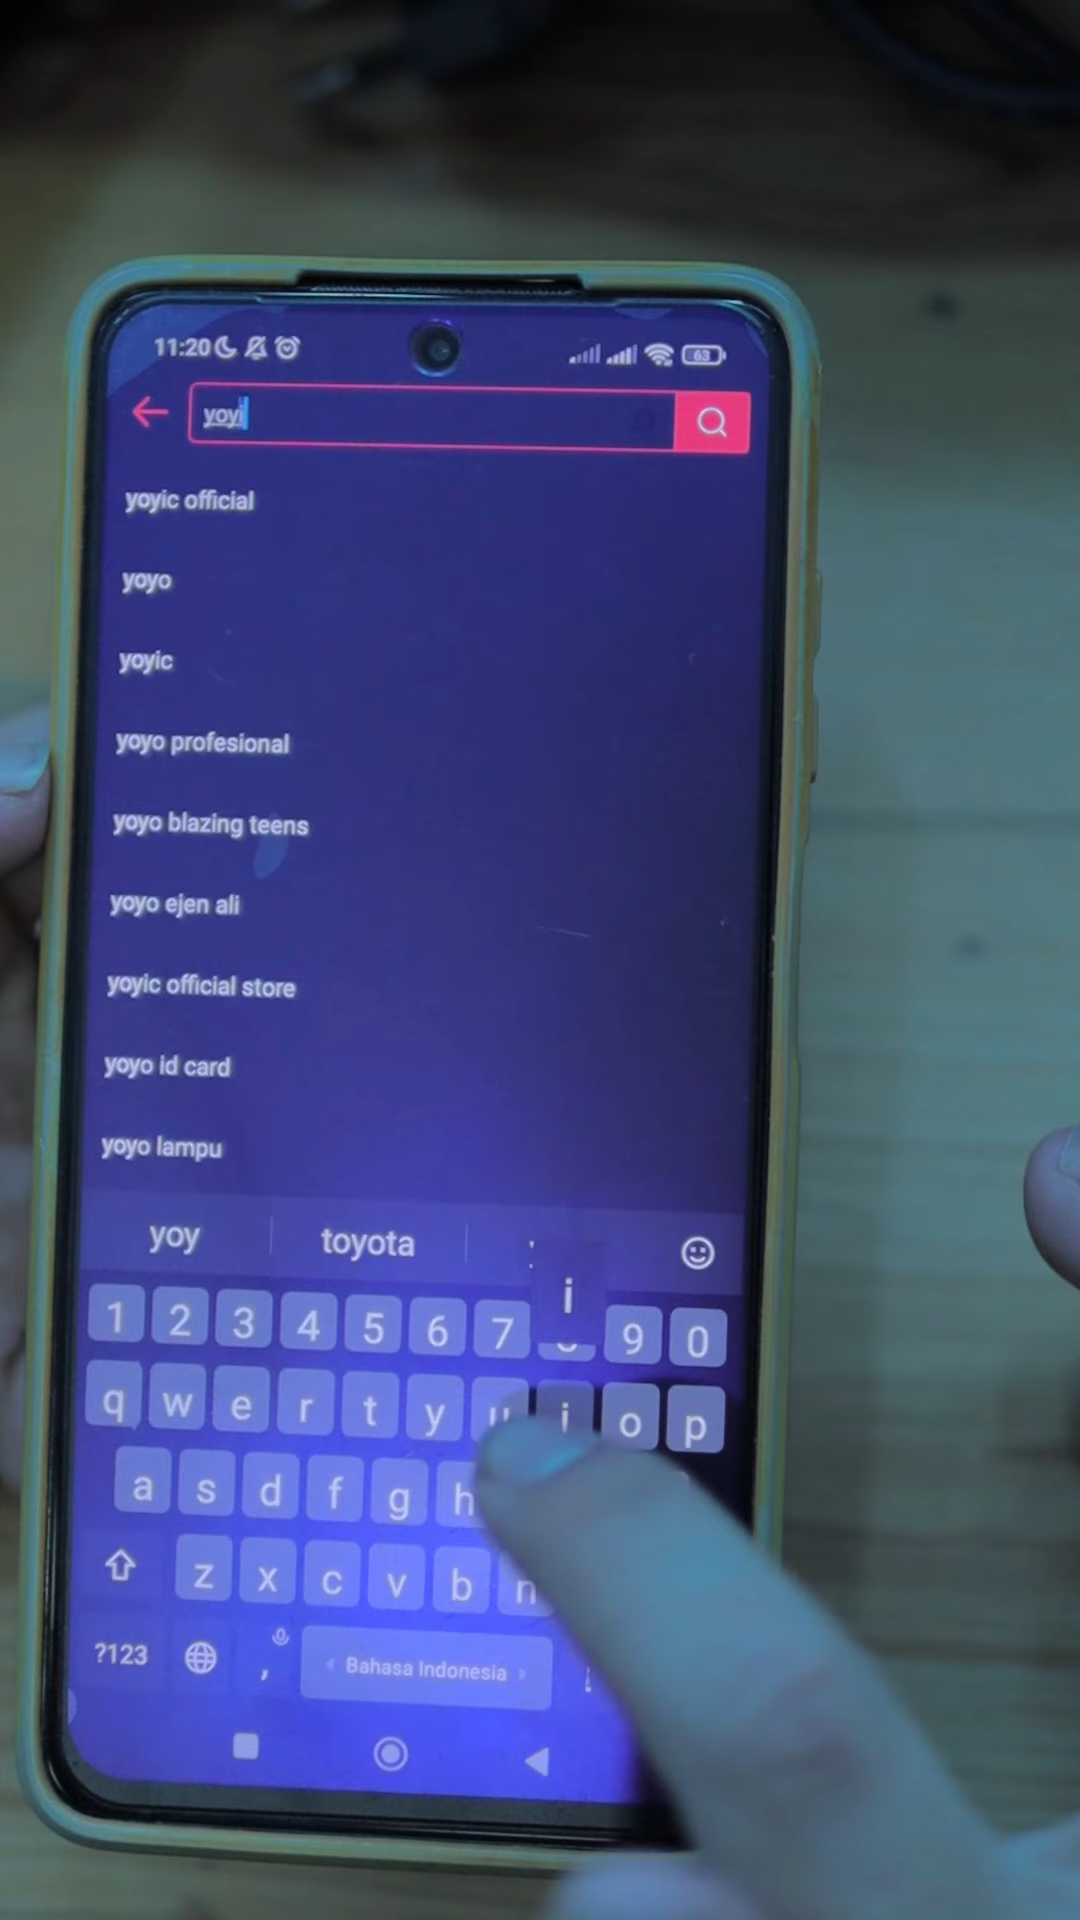 11:20 63
yoyi
yoyic official
yoyo
yoyic
yoyo profesional
yoyo blazing teens
yoyo ejen ali
yoyic official store
yoyo id card
yoyo lampu
yoy toyota
i
1 2 3 4 5 6 7 9 0
q w e r t y u i o p
a s d f g h
z x c v b n
?123 , Bahasa Indonesia